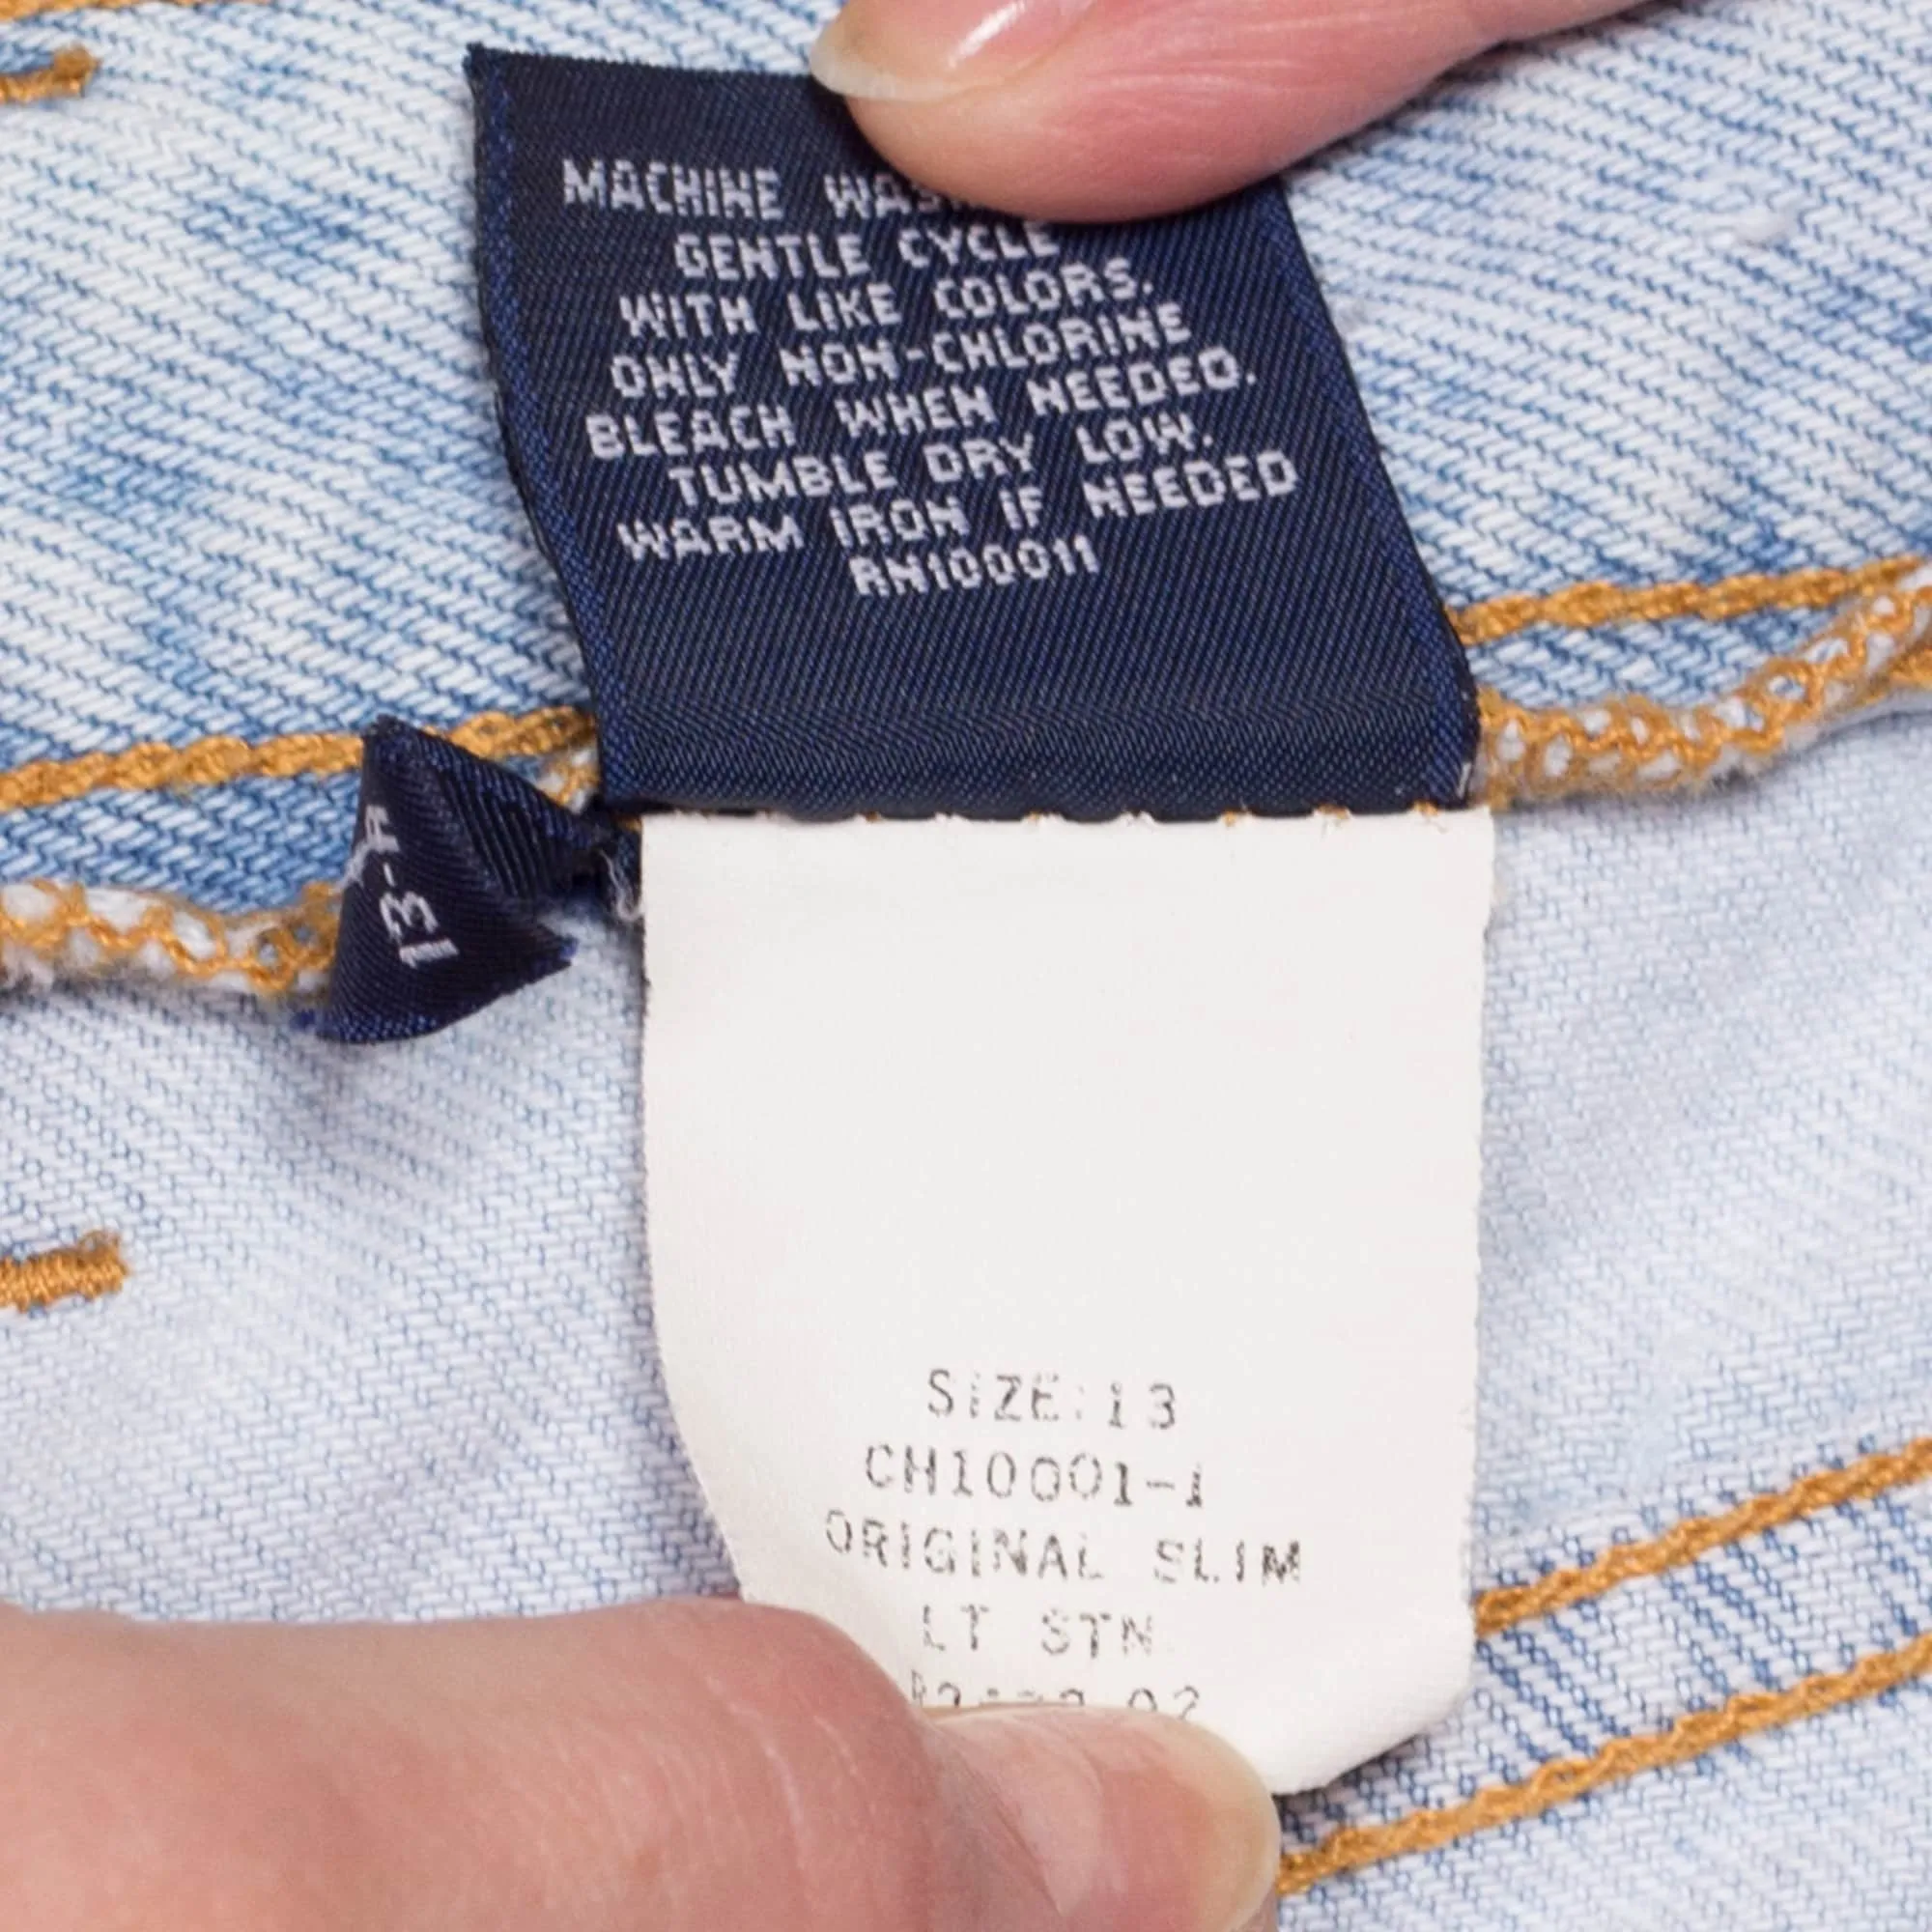 MACHINE
GENTLE CYCLE
WITH LIKE COLORS.
ONLY NON-CHLORINE
BLEACH WHEN NEEDED.
TUMBLE DRY LOW.
WARM IRON IF NEEDED
RN100011
13-A
SIZE:13
CH10001-1
ORIGINAL SLIM
LT STN